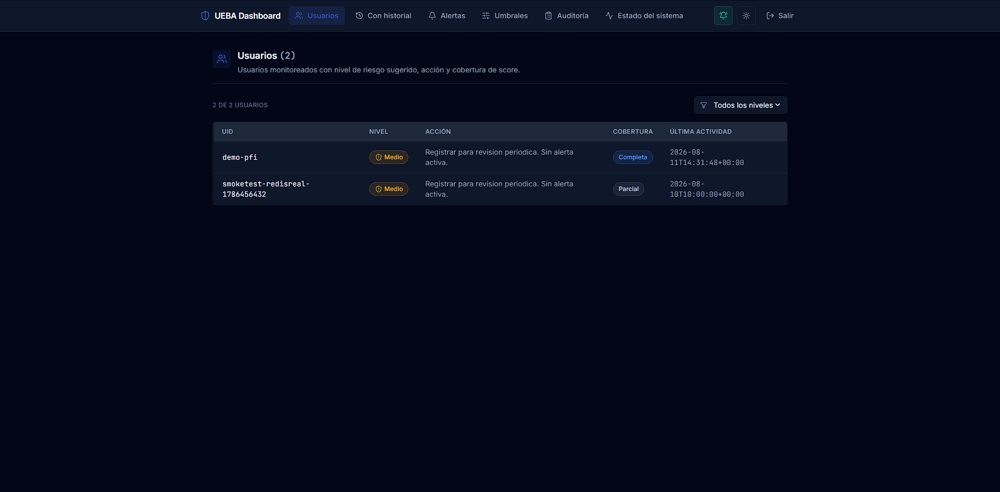 UEBA Dashboard Usuarios Con historial Alertas Umbrales Auditoría Estado del sistema Salir
Usuarios (2)
Usuarios monitoreados con nivel de riesgo sugerido, acción y cobertura de score.
2 DE 2 USUARIOS Todos los niveles
UID NIVEL ACCIÓN COBERTURA ÚLTIMA ACTIVIDAD
demo-pfi Medio Registrar para revision periodica. Sin alerta
activa. Completa 2026-08-
11T14:31:48+00:00
smoketest-redisreal-
1786456432 Medio Registrar para revision periodica. Sin alerta
activa. Parcial 2026-08-
10T10:00:00+00:00